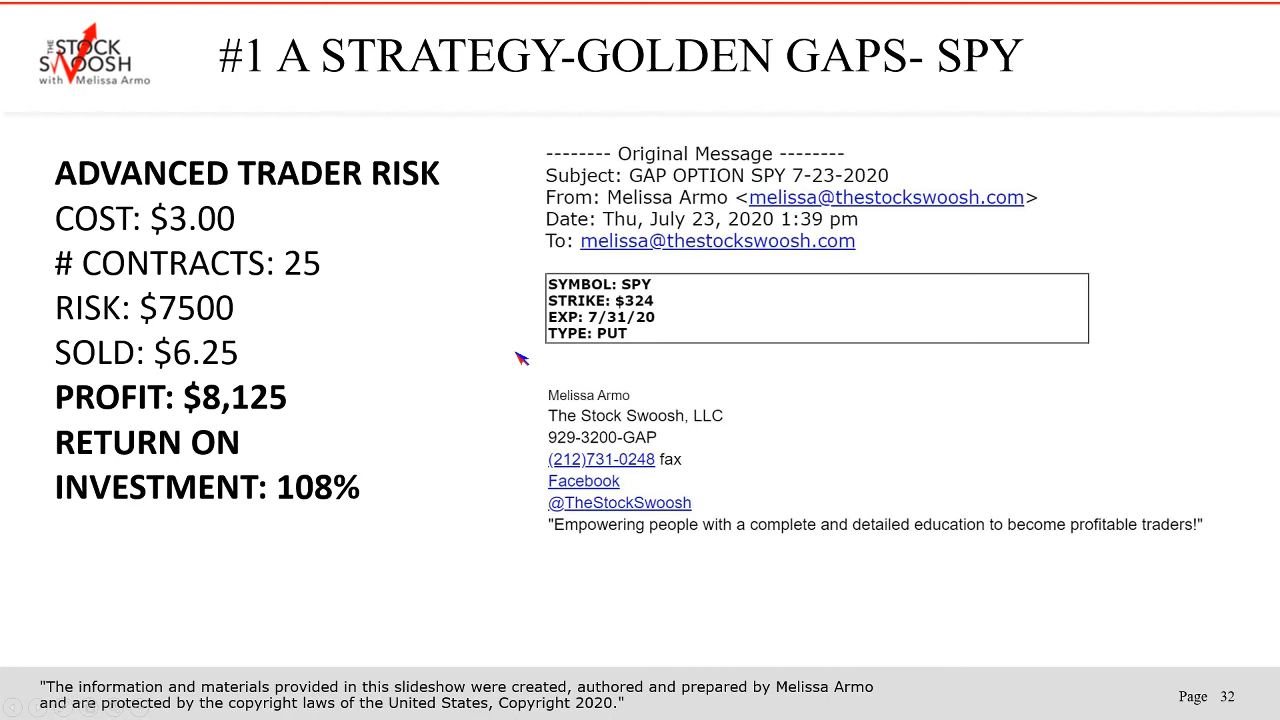 THE STOCK
SWOOSH
with Melissa Armo
#1 A STRATEGY-GOLDEN GAPS- SPY
ADVANCED TRADER RISK
COST: $3.00
# CONTRACTS: 25
RISK: $7500
SOLD: $6.25
PROFIT: $8,125
RETURN ON
INVESTMENT: 108%
-------- Original Message --------
Subject: GAP OPTION SPY 7-23-2020
From: Melissa Armo <melissa@thestockswoosh.com>
Date: Thu, July 23, 2020 1:39 pm
To: melissa@thestockswoosh.com
SYMBOL: SPY
STRIKE: $324
EXP: 7/31/20
TYPE: PUT
Melissa Armo
The Stock Swoosh, LLC
929-3200-GAP
(212)731-0248 fax
Facebook
@TheStockSwoosh
"Empowering people with a complete and detailed education to become profitable traders!"
"The information and materials provided in this slideshow were created, authored and prepared by Melissa Armo
and are protected by the copyright laws of the United States, Copyright 2020."
Page 32